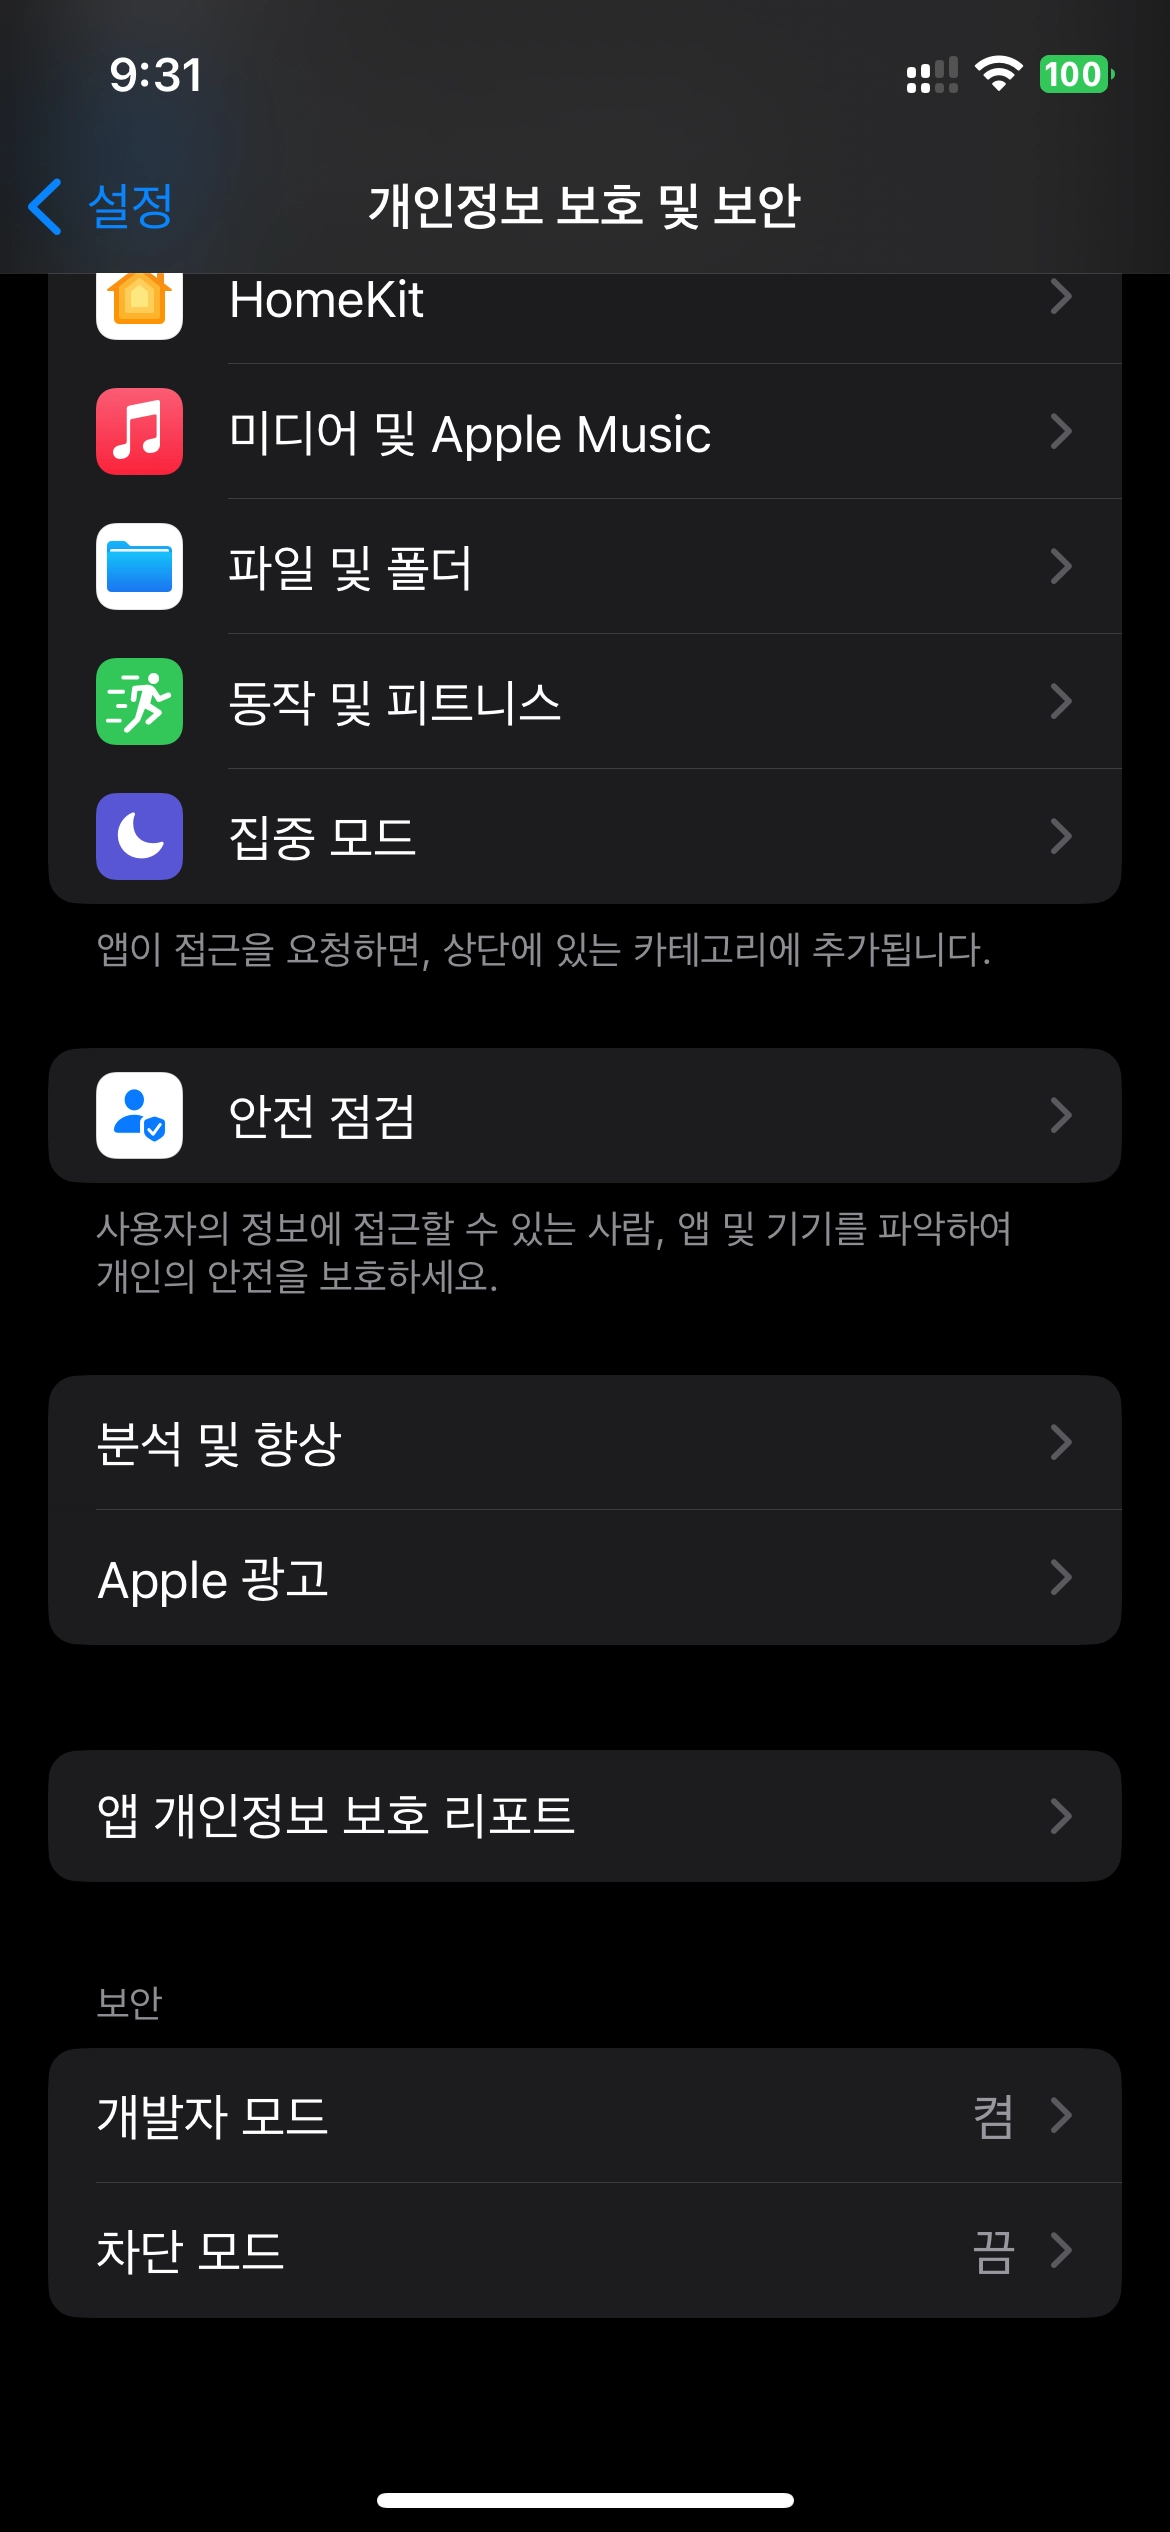 9:31
100
설정
개인정보 보호 및 보안
HomeKit
미디어 및 Apple Music
파일 및 폴더
동작 및 피트니스
집중 모드
앱이 접근을 요청하면, 상단에 있는 카테고리에 추가됩니다.
안전 점검
사용자의 정보에 접근할 수 있는 사람, 앱 및 기기를 파악하여
개인의 안전을 보호하세요.
분석 및 향상
Apple 광고
앱 개인정보 보호 리포트
보안
개발자 모드 켬
차단 모드 끔